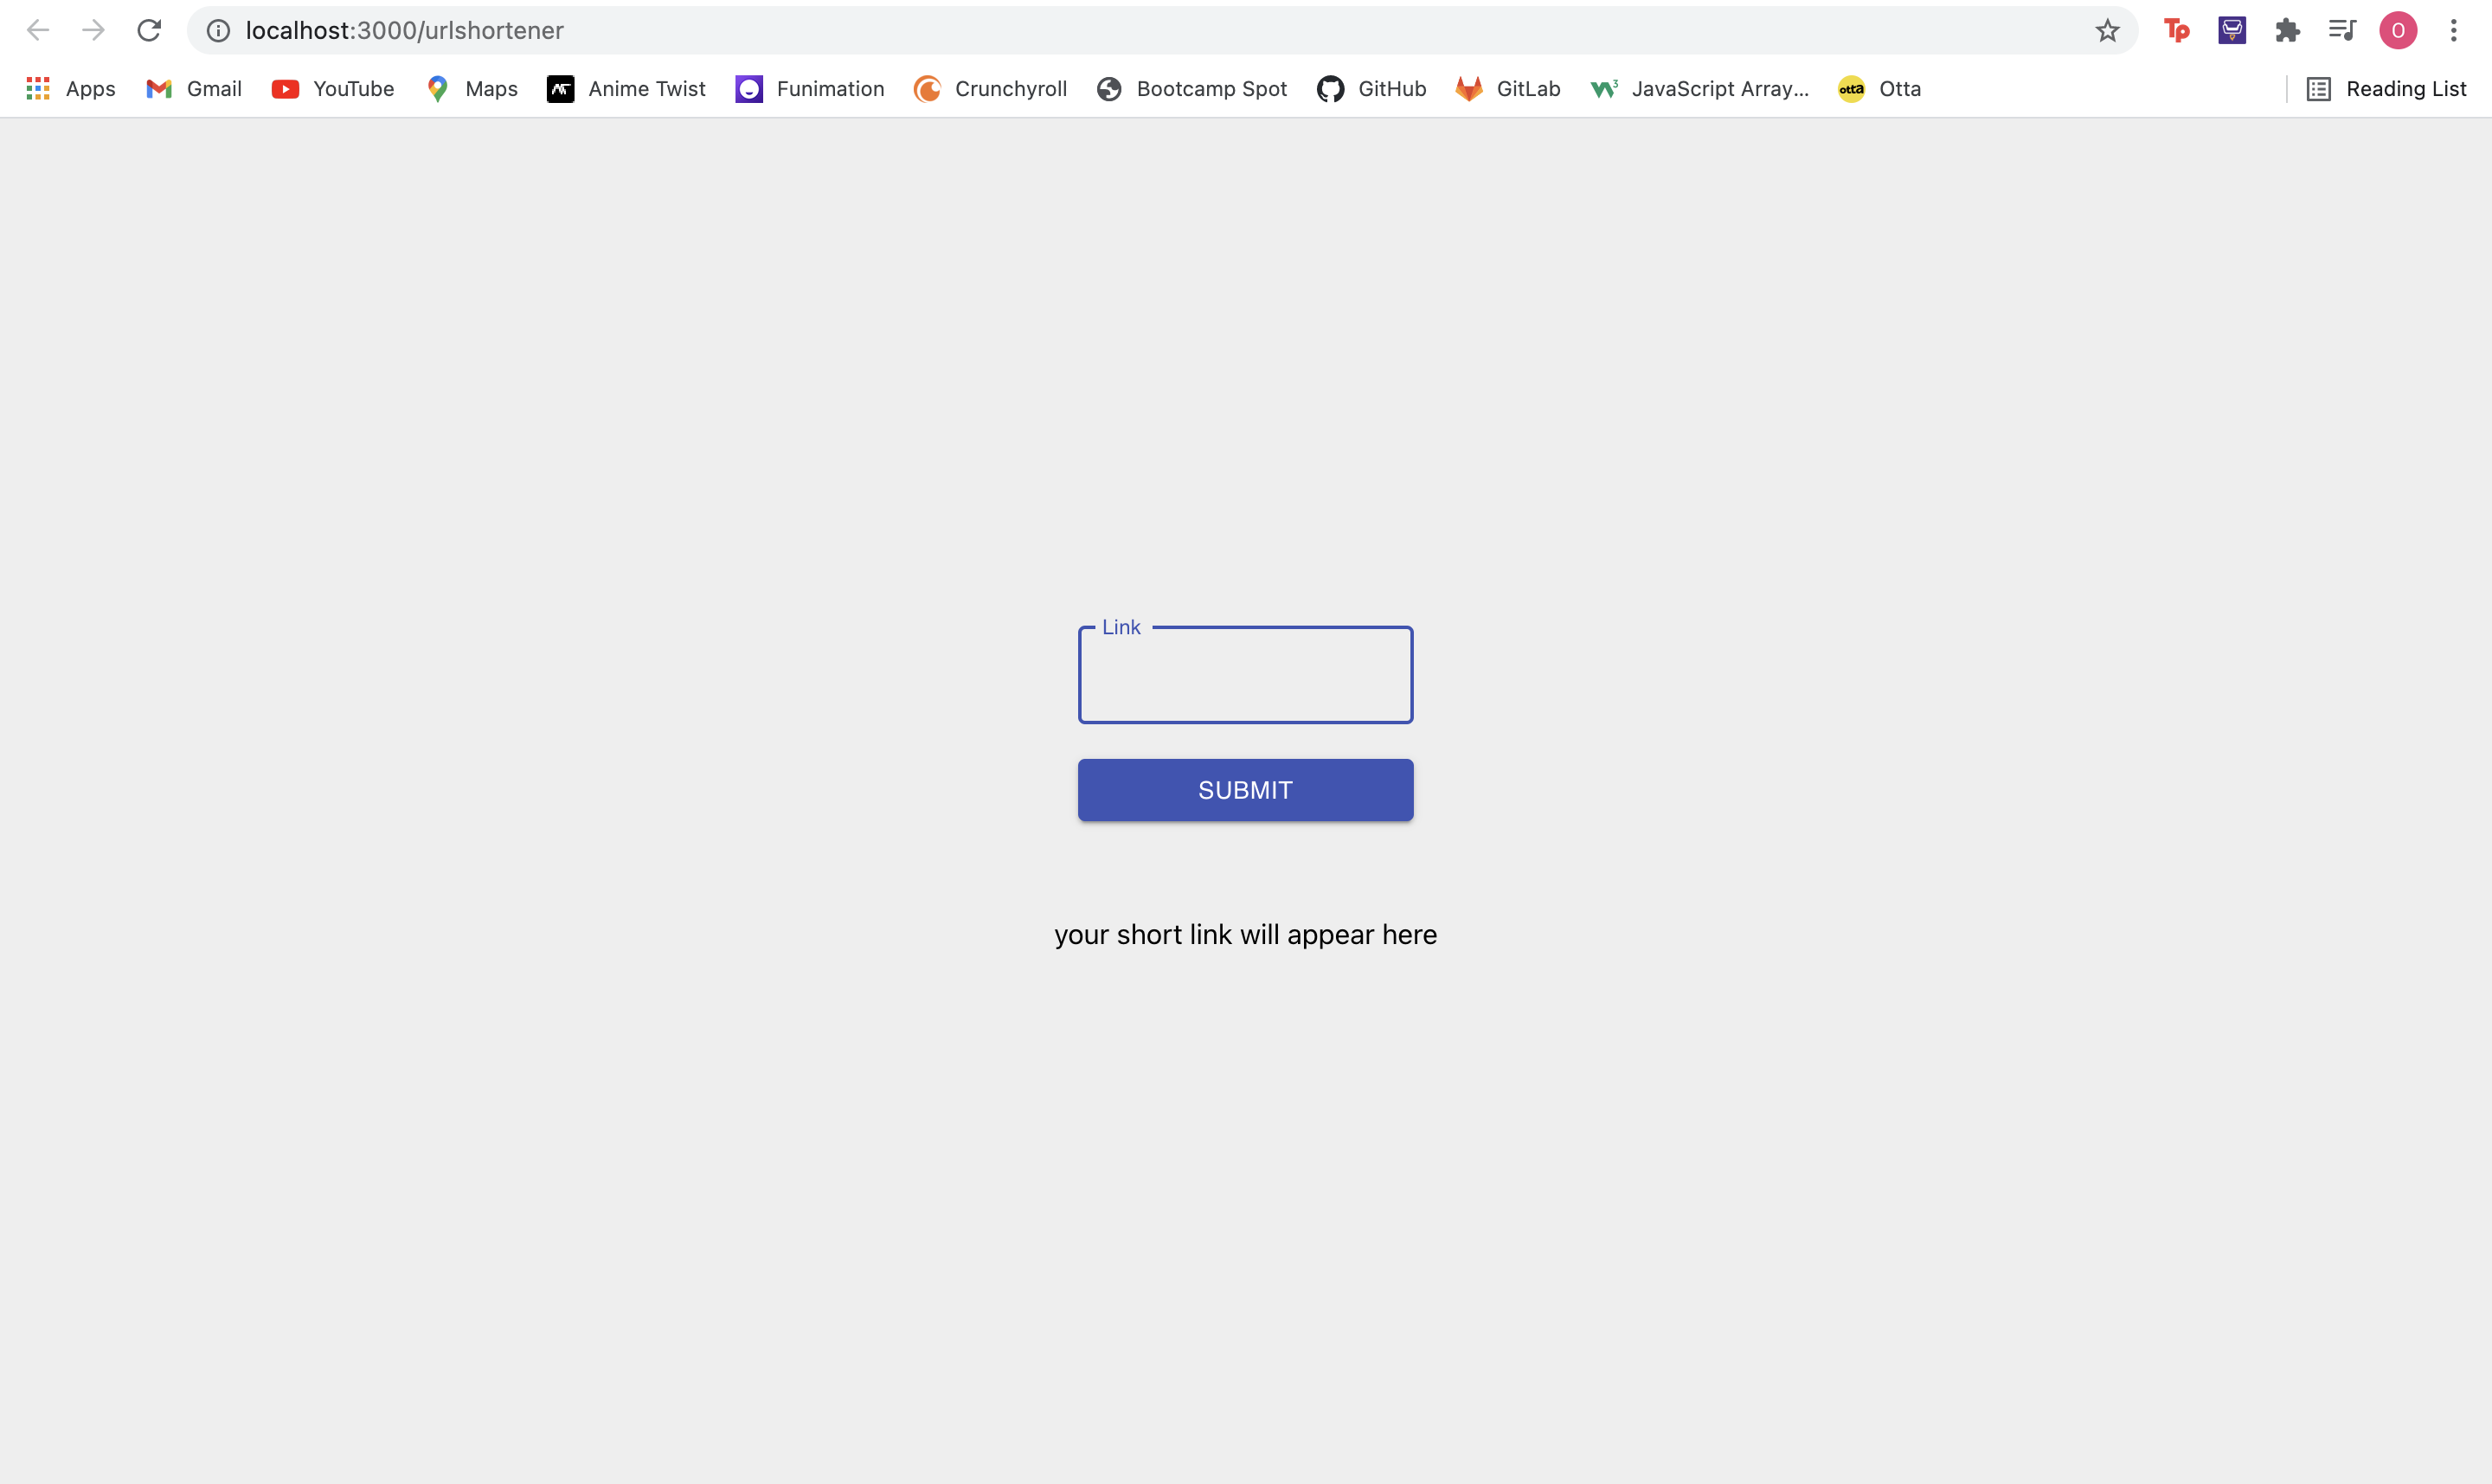 localhost:3000/urlshortener
Tp
O
Apps Gmail YouTube Maps Anime Twist Funimation Crunchyroll Bootcamp Spot GitHub GitLab JavaScript Array... otta Otta Reading List
Link
SUBMIT
your short link will appear here